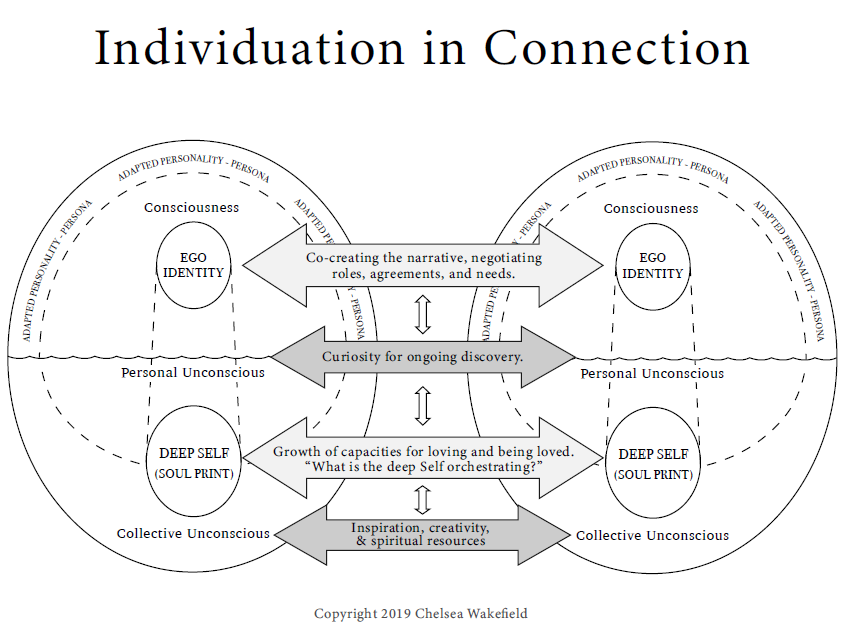 Individuation in Connection
ADAPTED PERSONALITY - PERSONA
ADAPTED PERSONALITY - PERSONA
ADAPTED PE
Y - PERSONA
Consciousness
EGO
IDENTITY
Personal Unconscious
DEEP SELF
(SOUL PRINT)
Collective Unconscious
Co-creating the narrative, negotiating
roles, agreements, and needs.
Curiosity for ongoing discovery.
Growth of capacities for loving and being loved.
“What is the deep Self orchestrating?”
Inspiration, creativity,
& spiritual resources
ADAPTED PE
Y - PERSONA
ADAPTED PERSONALITY - PERSONA
ADAPTED PERSONALITY - PERSONA
Consciousness
EGO
IDENTITY
Personal Unconscious
DEEP SELF
(SOUL PRINT)
Collective Unconscious
Copyright 2019 Chelsea Wakefield